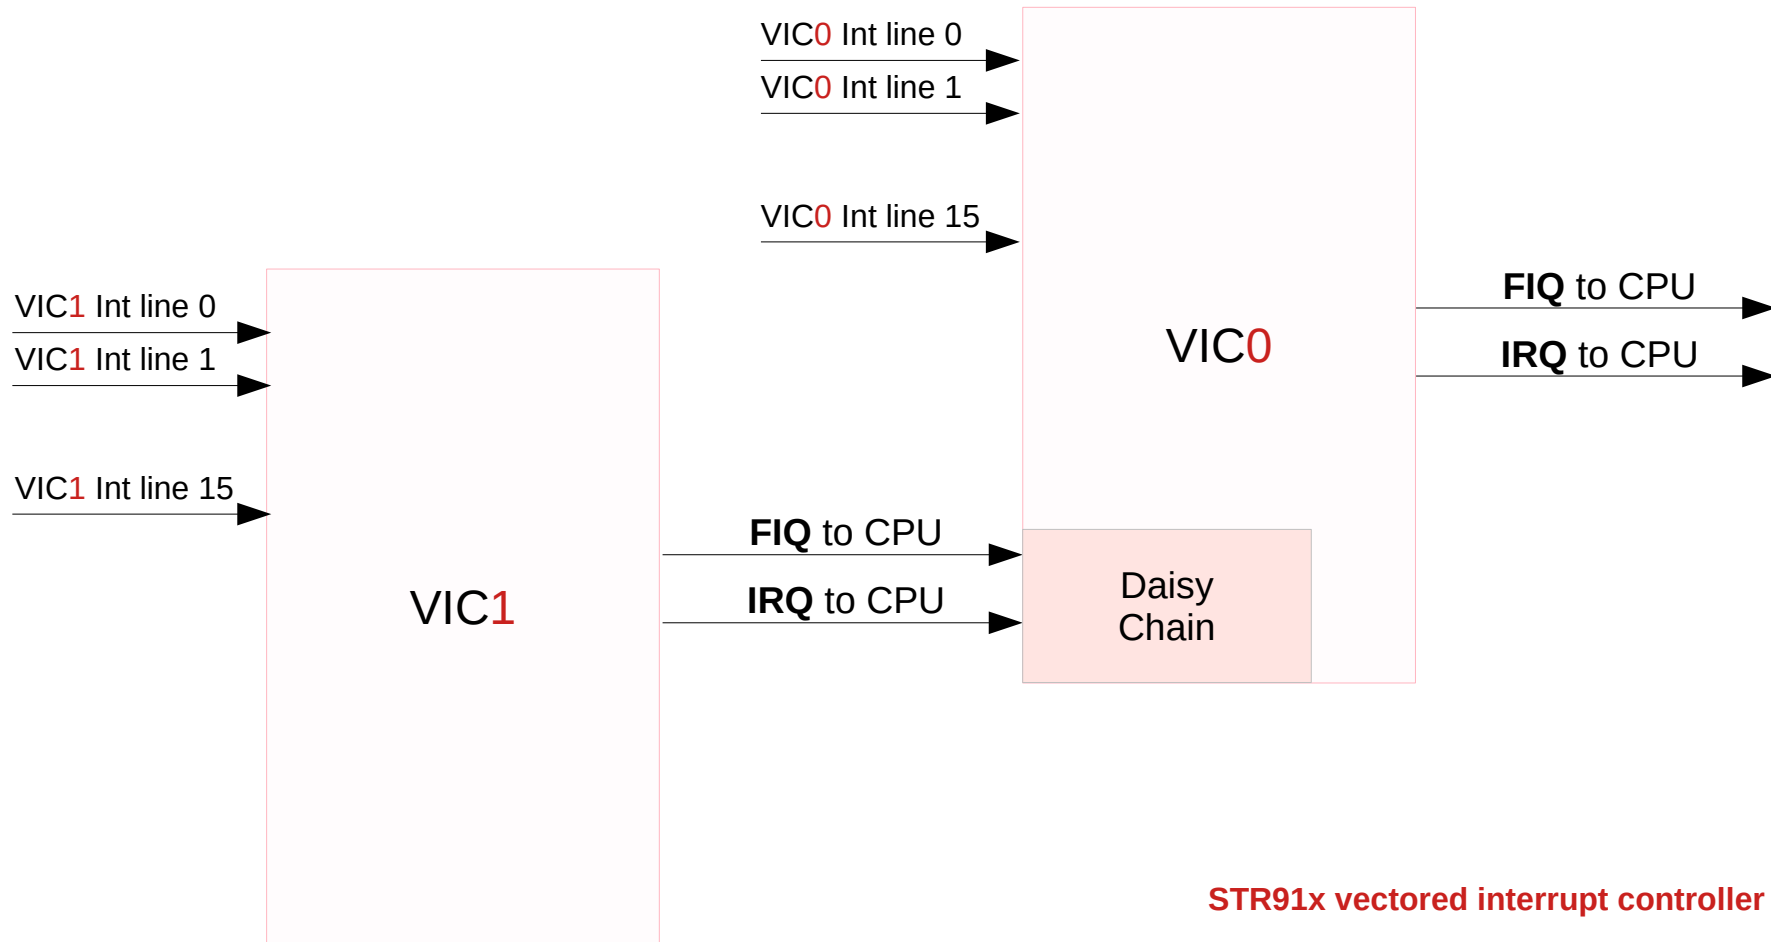 VIC0 Int line 0
VIC0 Int line 1
VIC0 Int line 15
VIC1 Int line 0
VIC1 Int line 1
VIC1 Int line 15
VIC1
FIQ to CPU
IRQ to CPU
Daisy
Chain
VIC0
FIQ to CPU
IRQ to CPU
STR91x vectored interrupt controller